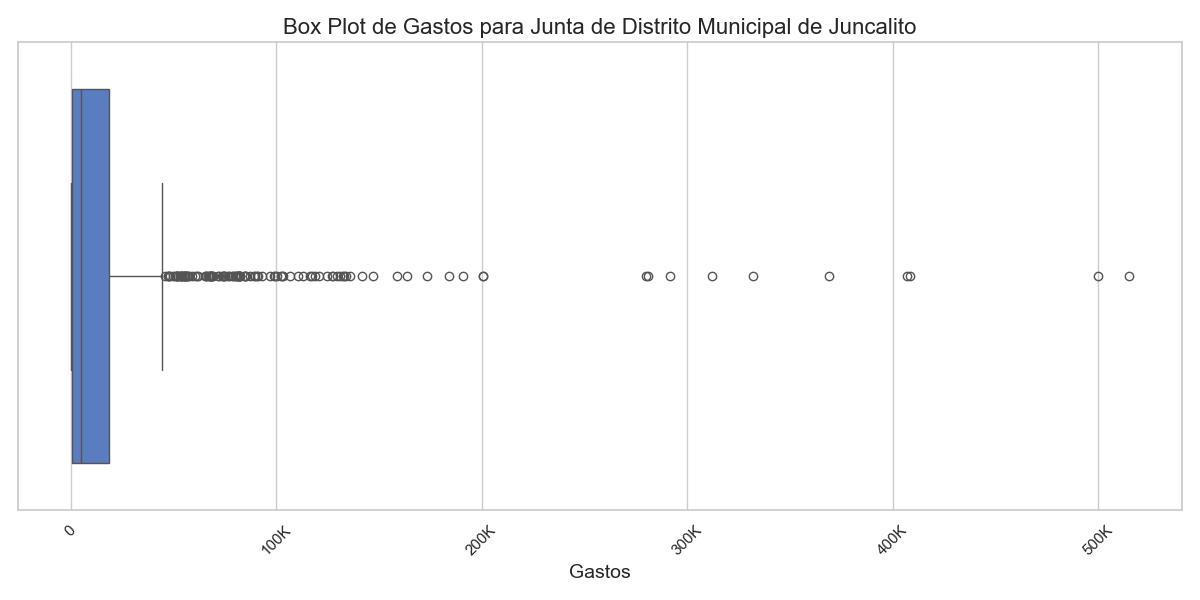 Box Plot de Gastos para Junta de Distrito Municipal de Juncalito
0
100K
200K
300K
400K
500K
Gastos